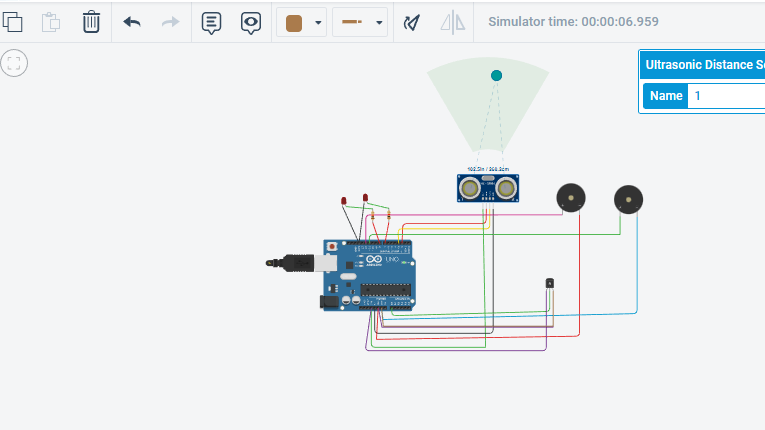 Simulator time: 00:00:06.959
Ultrasonic Distance Se
Name 1
UNO